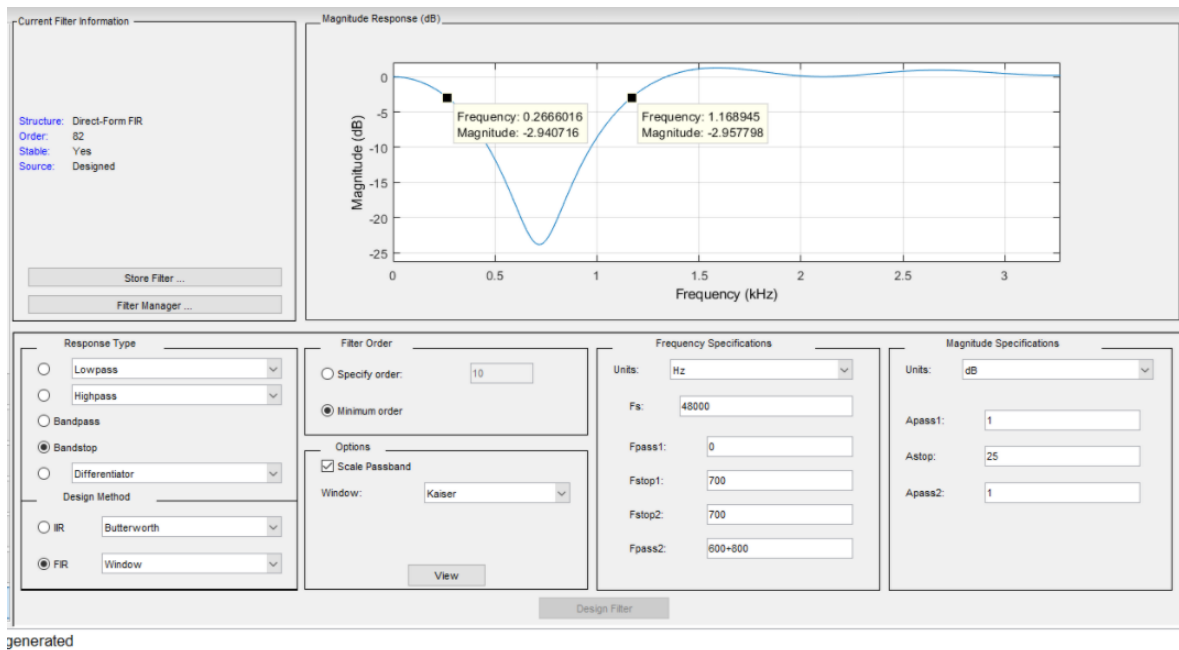 Current Filter Information
Structure: Direct-Form FIR
Order: 82
Stable: Yes
Source: Designed
Store Filter ...
Filter Manager ...
Magnitude Response (dB)
Magnitude (dB)
0
-5
-10
-15
-20
-25
Frequency: 0.2666016
Magnitude: -2.940716
Frequency: 1.168945
Magnitude: -2.957798
0 0.5 1 1.5 2 2.5 3
Frequency (kHz)
Response Type
Lowpass
Highpass
Bandpass
Bandstop
Differentiator
Design Method
IIR Butterworth
FIR Window
Filter Order
Specify order: 10
Minimum order
Options
Scale Passband
Window: Kaiser
View
Frequency Specifications
Units: Hz
Fs: 48000
Fpass1: 0
Fstop1: 700
Fstop2: 700
Fpass2: 600+800
Magnitude Specifications
Units: dB
Apass1: 1
Astop: 25
Apass2: 1
Design Filter
generated